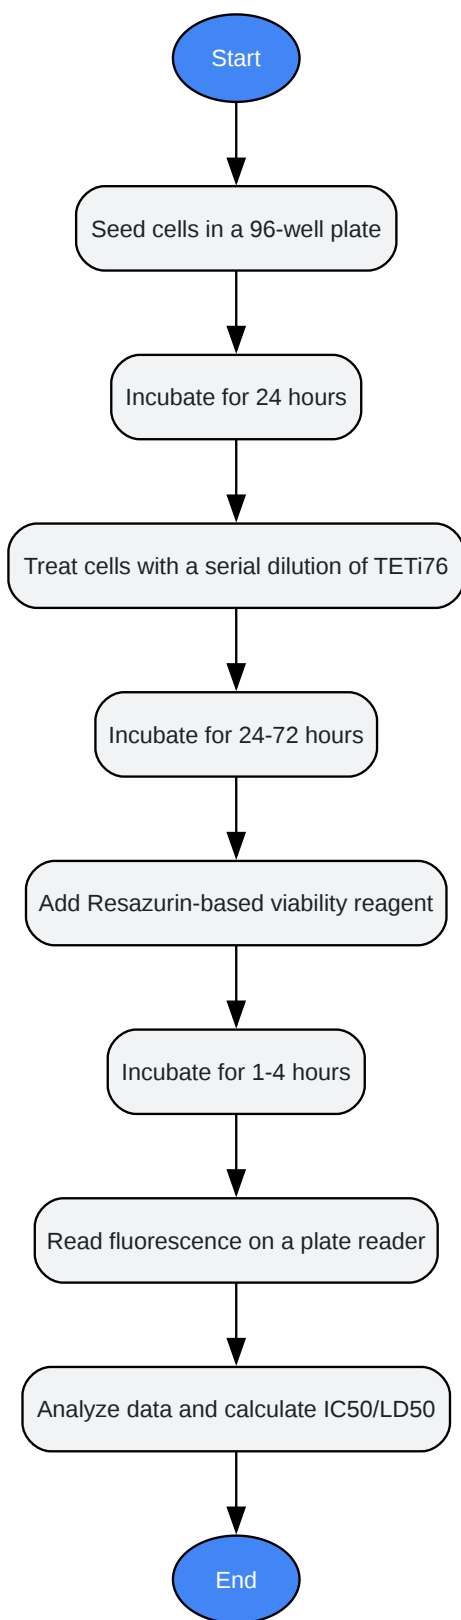 Start
Seed cells in a 96-well plate
Incubate for 24 hours
Treat cells with a serial dilution of TETi76
Incubate for 24-72 hours
Add Resazurin-based viability reagent
Incubate for 1-4 hours
Read fluorescence on a plate reader
Analyze data and calculate IC50/LD50
End